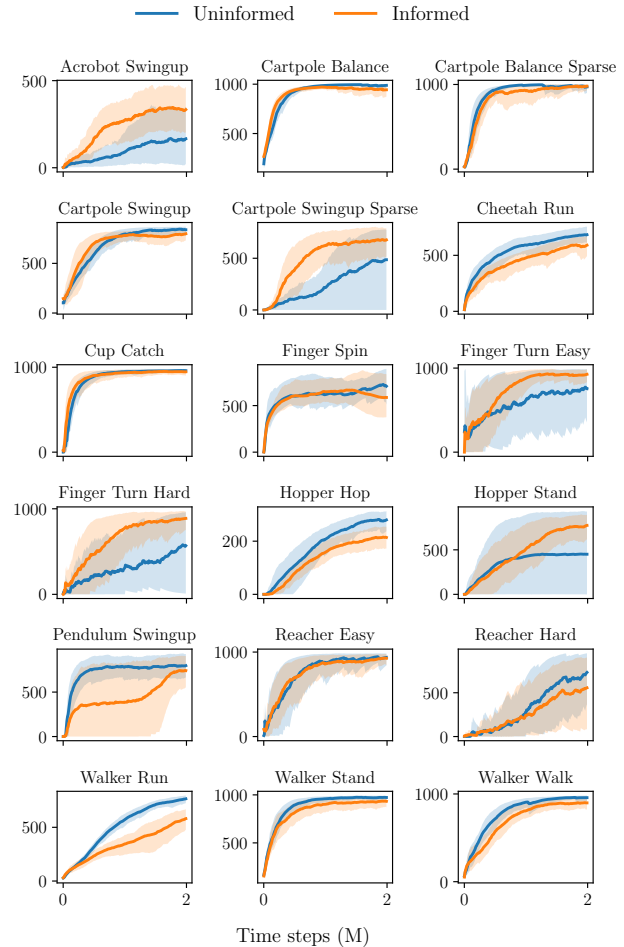 Uninformed Informed
Acrobot Swingup Cartpole Balance Cartpole Balance Sparse
500 1000 1000
500
0 0
Cartpole Swingup Cartpole Swingup Sparse Cheetah Run
500 500 500
0 0 0
Cup Catch Finger Spin Finger Turn Easy
1000 1000
500
0 0 0
Finger Turn Hard Hopper Hop Hopper Stand
1000 200 500
0 0 0
Pendulum Swingup Reacher Easy Reacher Hard
1000
500 500
0 0 0
Walker Run Walker Stand Walker Walk
1000 1000
500 500
0 0
0 2 0 2 0 2
Time steps (M)